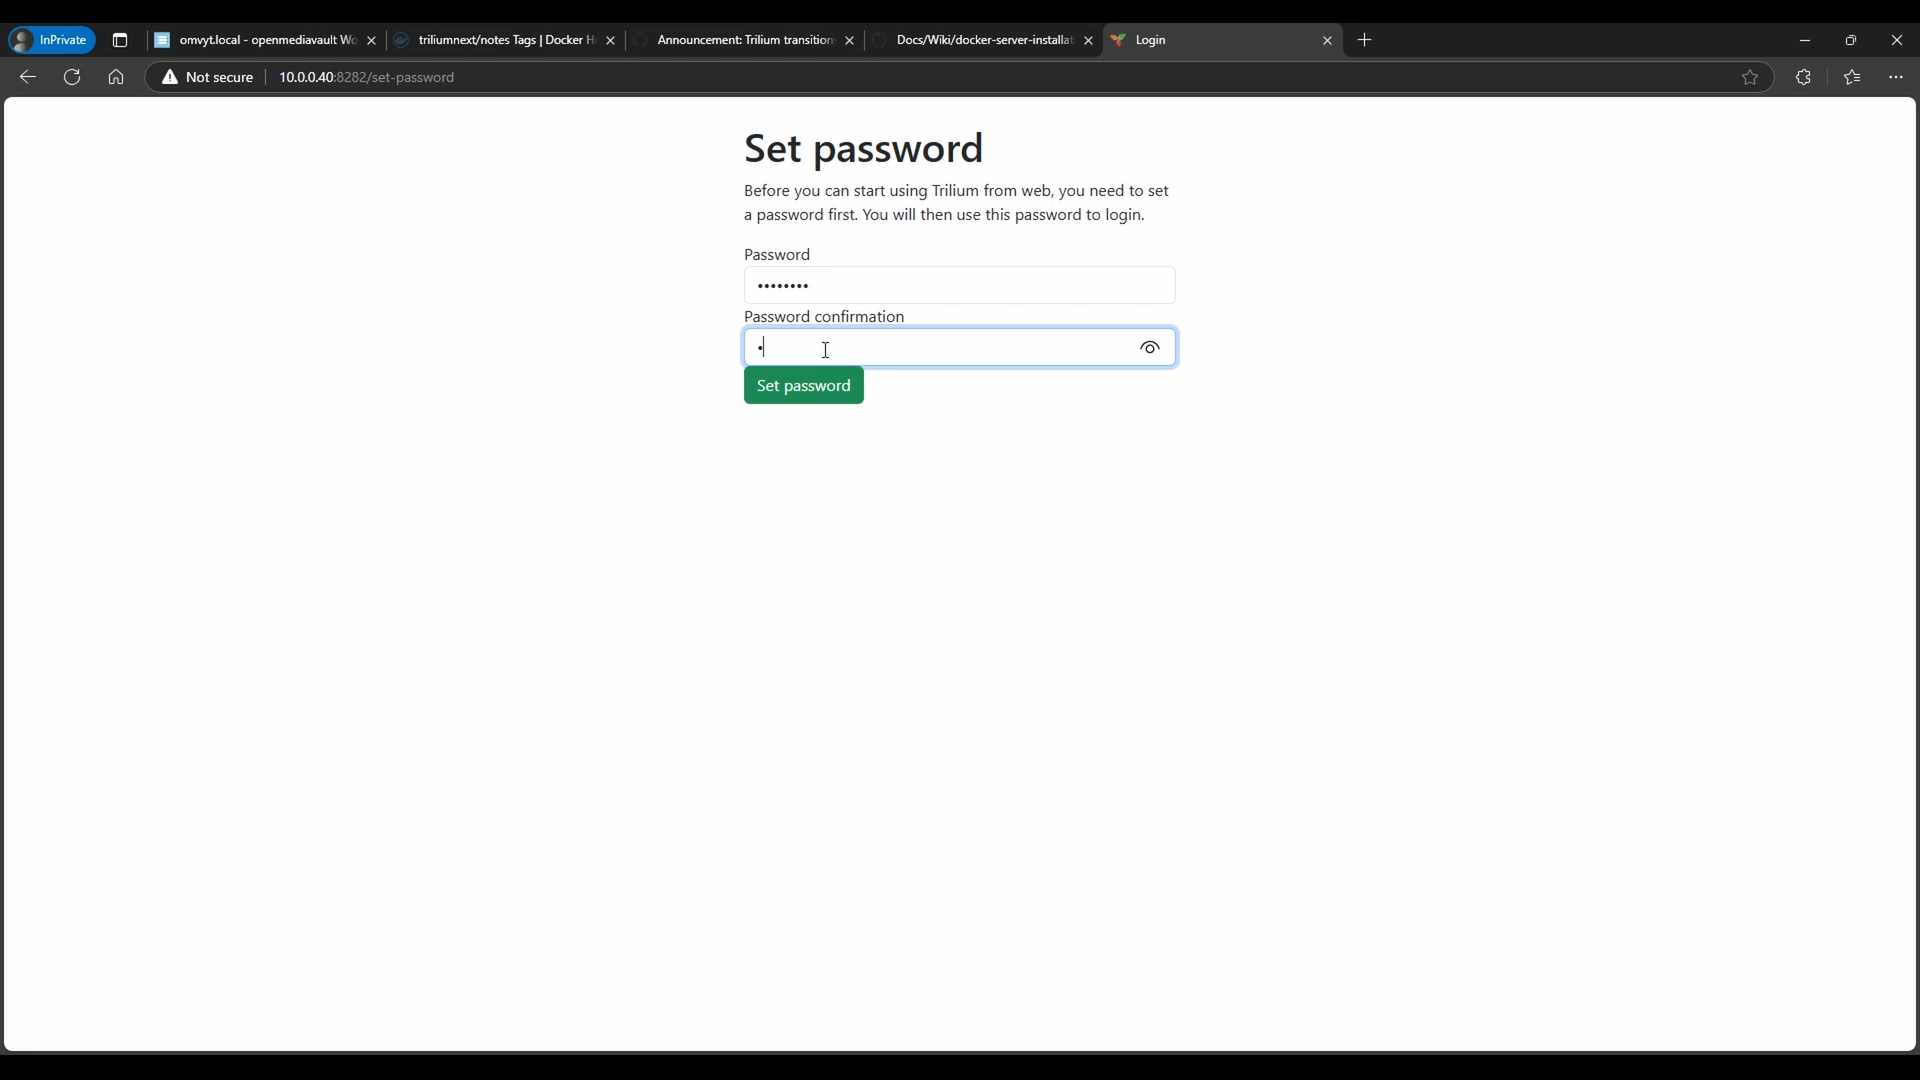 InPrivate
omvyt.local - openmediavault Wo
triliumnext/notes Tags | Docker H
Announcement: Trilium transition
Docs/Wiki/docker-server-installat
Login
Not secure
10.0.0.40:8282/set-password
Set password
Before you can start using Trilium from web, you need to set
a password first. You will then use this password to login.
Password
••••••••
Password confirmation
•
Set password